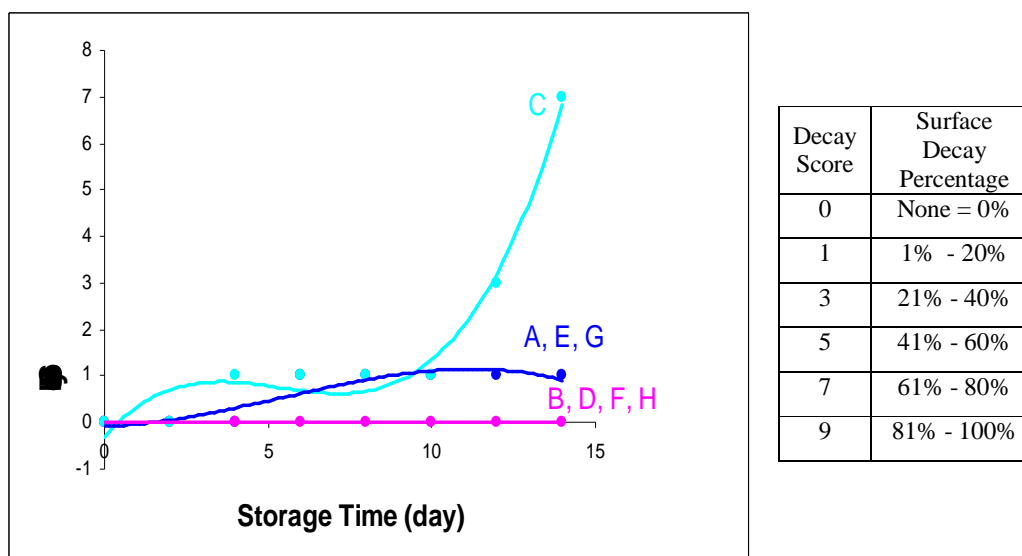 8
7
6
5
4
3
2
1
0
-1
0
5
10
15
C
A, E, G
B, D, F, H
Storage Time (day)
Decay Score
Surface Decay Percentage
0
None = 0%
1
1% - 20%
3
21% - 40%
5
41% - 60%
7
61% - 80%
9
81% - 100%